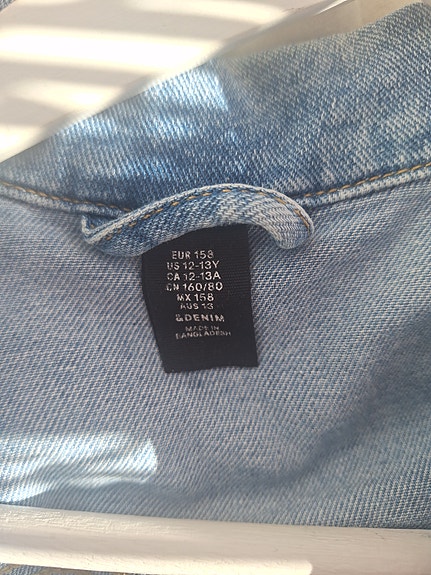 EUR 158
US 12-13Y
CA 12-13A
CN 160/80
MX 158
AUS 13
&DENIM
MADE IN
BANGLADESH